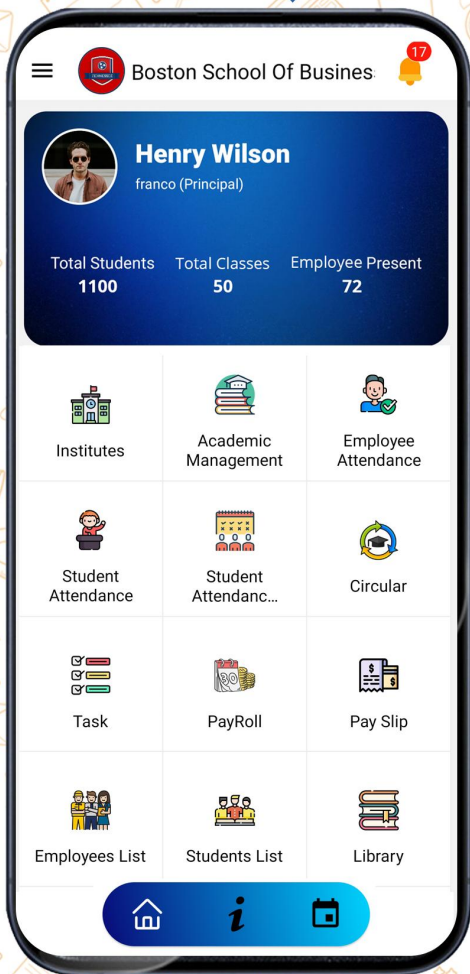 17
Boston School Of Busines
Henry Wilson
franco (Principal)
Total Students Total Classes Employee Present
1100 50 72
Institutes
Academic
Management
Employee
Attendance
Student
Attendance
Student
Attendanc...
Circular
30
Task
PayRoll
Pay Slip
Employees List
Students List
Library